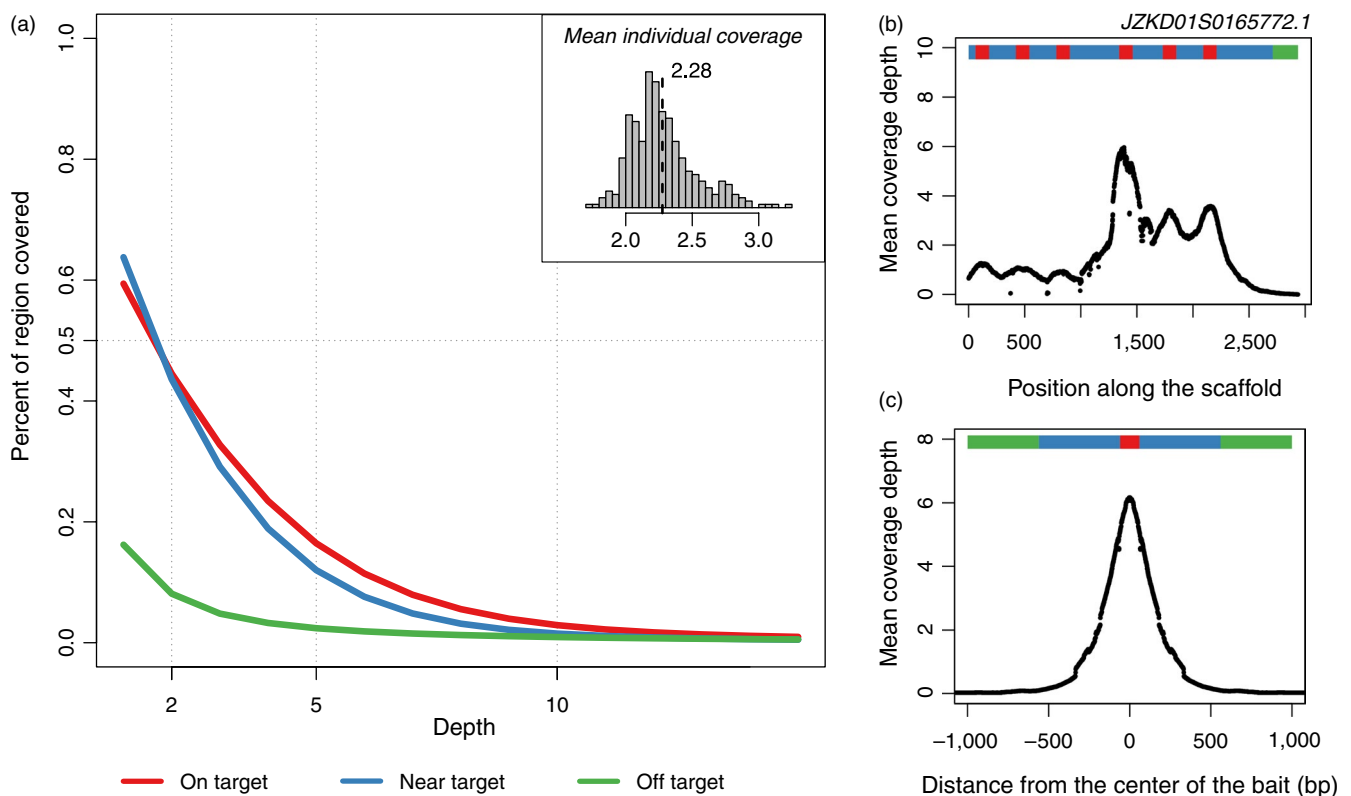 (a)
Mean individual coverage
2.28
2.0 2.5 3.0
Percent of region covered
1.0
0.8
0.6
0.5
0.4
0.2
0.0
2 5 10
Depth
On target Near target Off target
(b)
JZKD01S0165772.1
Mean coverage depth
10
8
6
4
2
0
0 500 1,500 2,500
Position along the scaffold
(c)
Mean coverage depth
8
6
4
2
0
−1,000 −500 0 500 1,000
Distance from the center of the bait (bp)